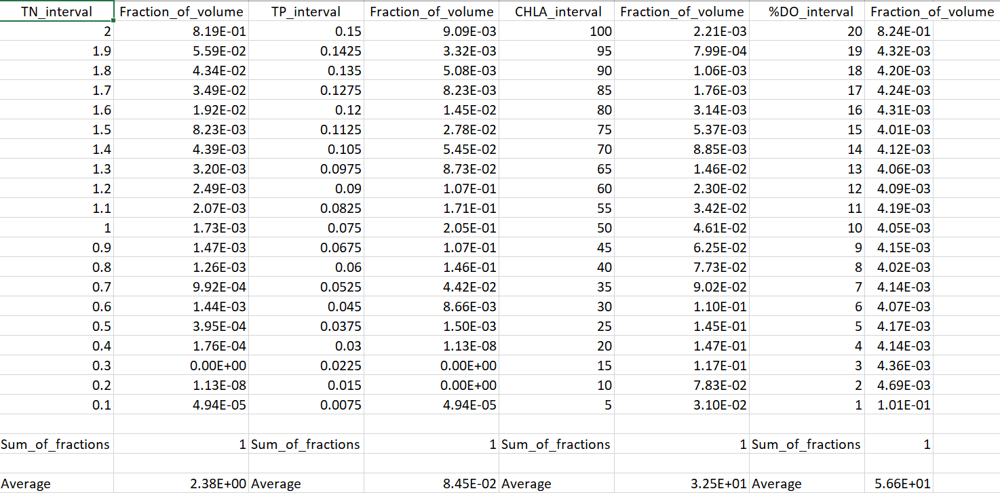 TN_interval Fraction_of_volume TP_interval Fraction_of_volume CHLA_interval Fraction_of_volume %DO_interval Fraction_of_volume
2 8.19E-01 0.15 9.09E-03 100 2.21E-03 20 8.24E-01
1.9 5.59E-02 0.1425 3.32E-03 95 7.99E-04 19 4.32E-03
1.8 4.34E-02 0.135 5.08E-03 90 1.06E-03 18 4.20E-03
1.7 3.49E-02 0.1275 8.23E-03 85 1.76E-03 17 4.24E-03
1.6 1.92E-02 0.12 1.45E-02 80 3.14E-03 16 4.31E-03
1.5 8.23E-03 0.1125 2.78E-02 75 5.37E-03 15 4.01E-03
1.4 4.39E-03 0.105 5.45E-02 70 8.85E-03 14 4.12E-03
1.3 3.20E-03 0.0975 8.73E-02 65 1.46E-02 13 4.06E-03
1.2 2.49E-03 0.09 1.07E-01 60 2.30E-02 12 4.09E-03
1.1 2.07E-03 0.0825 1.71E-01 55 3.42E-02 11 4.19E-03
1 1.73E-03 0.075 2.05E-01 50 4.61E-02 10 4.05E-03
0.9 1.47E-03 0.0675 1.07E-01 45 6.25E-02 9 4.15E-03
0.8 1.26E-03 0.06 1.46E-01 40 7.73E-02 8 4.02E-03
0.7 9.92E-04 0.0525 4.42E-02 35 9.02E-02 7 4.14E-03
0.6 1.44E-03 0.045 8.66E-03 30 1.10E-01 6 4.07E-03
0.5 3.95E-04 0.0375 1.50E-03 25 1.45E-01 5 4.17E-03
0.4 1.76E-04 0.03 1.13E-08 20 1.47E-01 4 4.14E-03
0.3 0.00E+00 0.0225 0.00E+00 15 1.17E-01 3 4.36E-03
0.2 1.13E-08 0.015 0.00E+00 10 7.83E-02 2 4.69E-03
0.1 4.94E-05 0.0075 4.94E-05 5 3.10E-02 1 1.01E-01
Sum_of_fractions 1 Sum_of_fractions 1 Sum_of_fractions 1 Sum_of_fractions 1
Average 2.38E+00 Average 8.45E-02 Average 3.25E+01 Average 5.66E+01